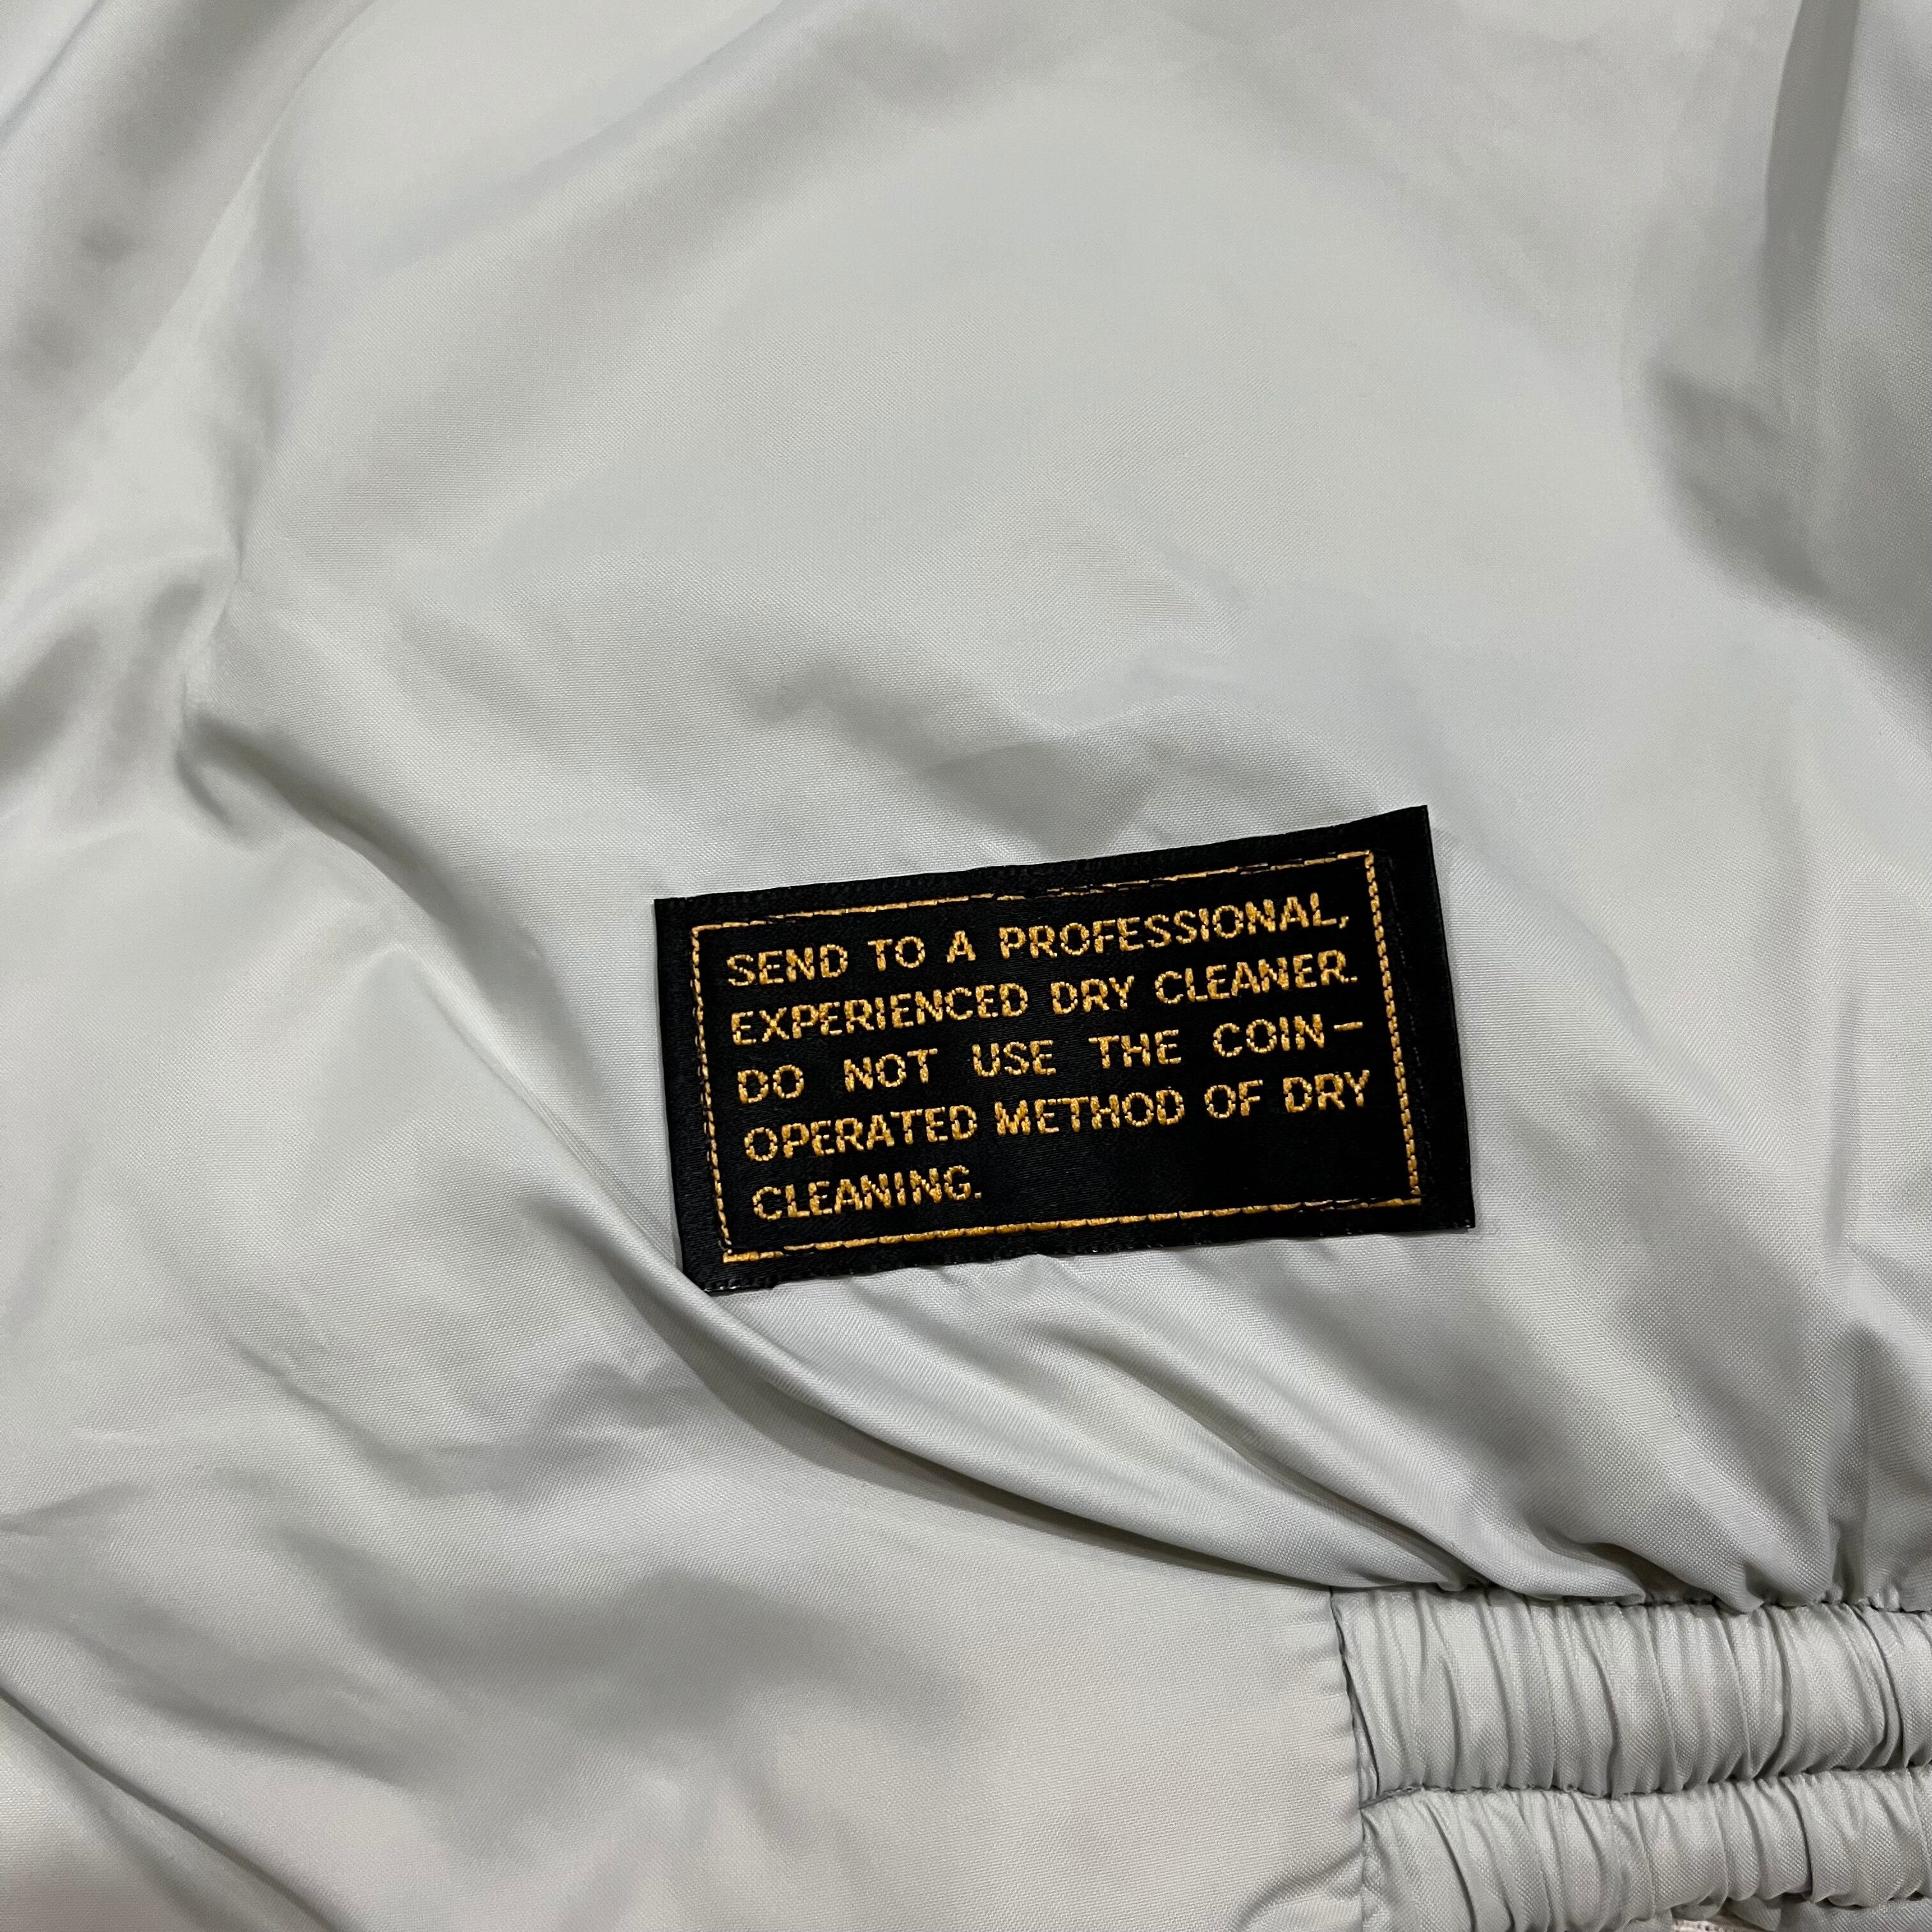 SEND TO A PROFESSIONAL,
EXPERIENCED DRY CLEANER.
DO NOT USE THE COIN-
OPERATED METHOD OF DRY
CLEANING.